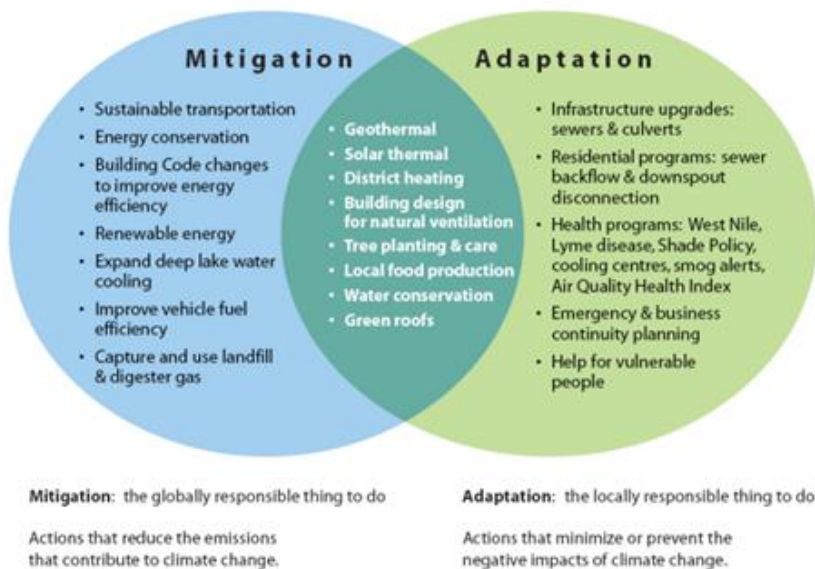 Mitigation
Adaptation
• Sustainable transportation
• Energy conservation
• Building Code changes
to improve energy
efficiency
• Renewable energy
• Expand deep lake water
cooling
• Improve vehicle fuel
efficiency
• Capture and use landfill
& digester gas
• Geothermal
• Solar thermal
• District heating
• Building design
for natural ventilation
• Tree planting & care
• Local food production
• Water conservation
• Green roofs
• Infrastructure upgrades:
sewers & culverts
• Residential programs: sewer
backflow & downspout
disconnection
• Health programs: West Nile,
Lyme disease, Shade Policy,
cooling centres, smog alerts,
Air Quality Health Index
• Emergency & business
continuity planning
• Help for vulnerable
people
Mitigation: the globally responsible thing to do
Actions that reduce the emissions
that contribute to climate change.
Adaptation: the locally responsible thing to do
Actions that minimize or prevent the
negative impacts of climate change.